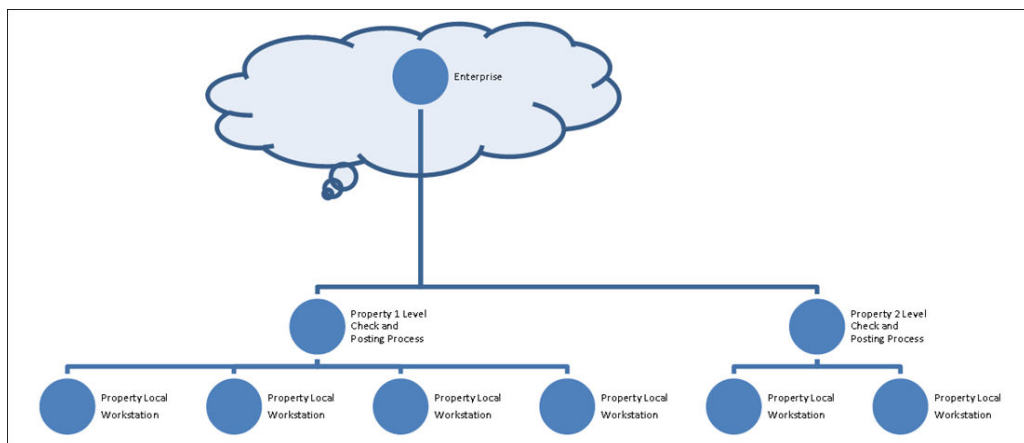 Enterprise
Property 1 Level
Check and
Posting Process
Property 2 Level
Check and
Posting Process
Property Local
Workstation
Property Local
Workstation
Property Local
Workstation
Property Local
Workstation
Property Local
Workstation
Property Local
Workstation